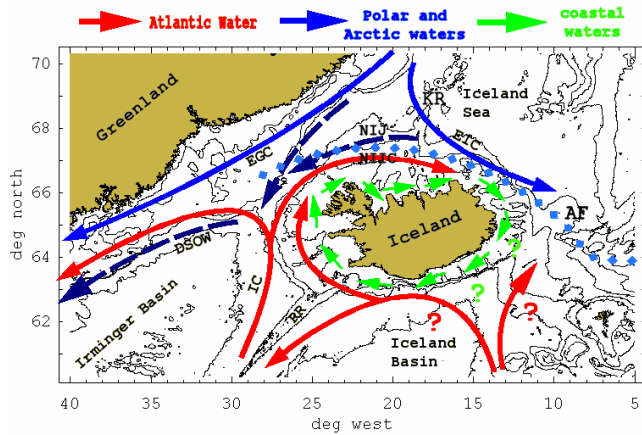 Atlantic Water
Polar and
Arctic waters
coastal
waters
70
68
66
64
62
deg north
Greenland
KR
Iceland
Sea
NIJ
EIC
EGC
NIIC
AF
Iceland
DSOW
?
IC
Irminger Basin
RR
?
?
?
Iceland
Basin
40
35
30
25
20
15
10
5
deg west